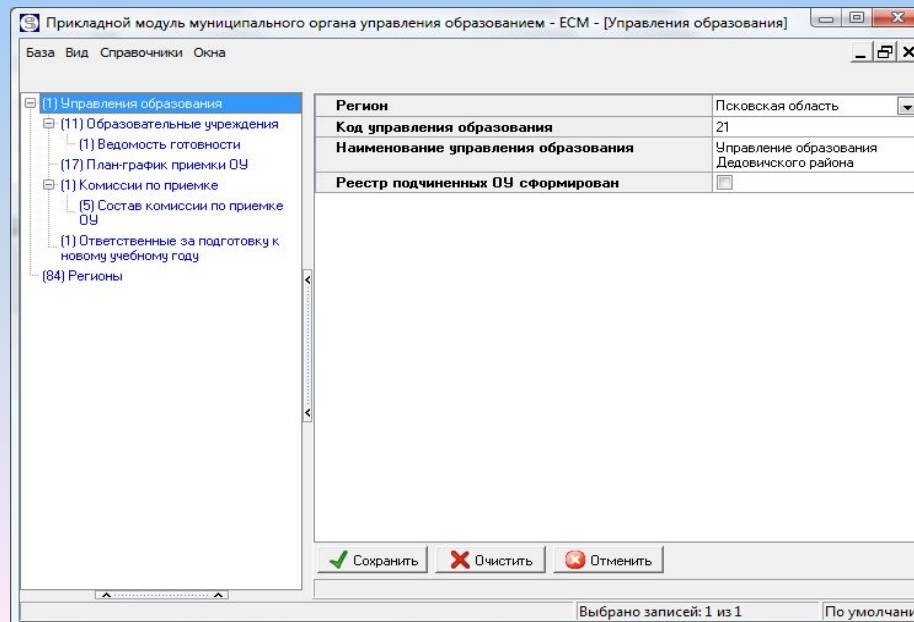 Прикладной модуль муниципального органа управления образованием - ЕСМ - [Управления образования]
База Вид Справочники Окна
(1) Управления образования
(11) Образовательные учреждения
(1) Ведомость готовности
(17) План-график приемки ОУ
(1) Комиссии по приемке
(5) Состав комиссии по приемке
ОУ
(1) Ответственные за подготовку к
новому учебному году
(84) Регионы
Регион Псковская область
Код управления образования 21
Наименование управления образования Управление образования
Дедовичского района
Реестр подчиненных ОУ сформирован
Сохранить Очистить Отменить
Выбрано записей: 1 из 1 По умолчани